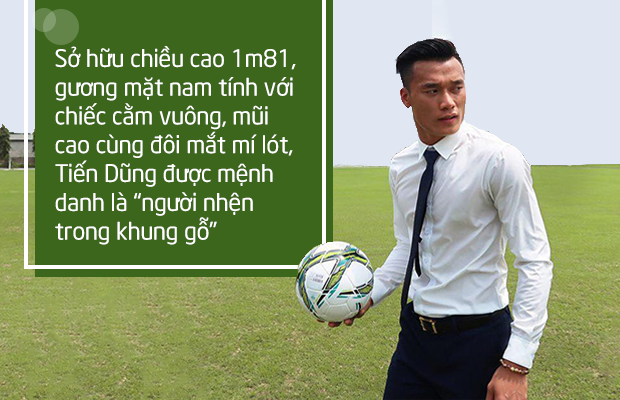 Sở hữu chiều cao 1m81,
gương mặt nam tính với
chiếc cằm vuông, mũi
cao cùng đôi mắt mí lót,
Tiến Dũng được mệnh
danh là “người nhện
trong khung gỗ”